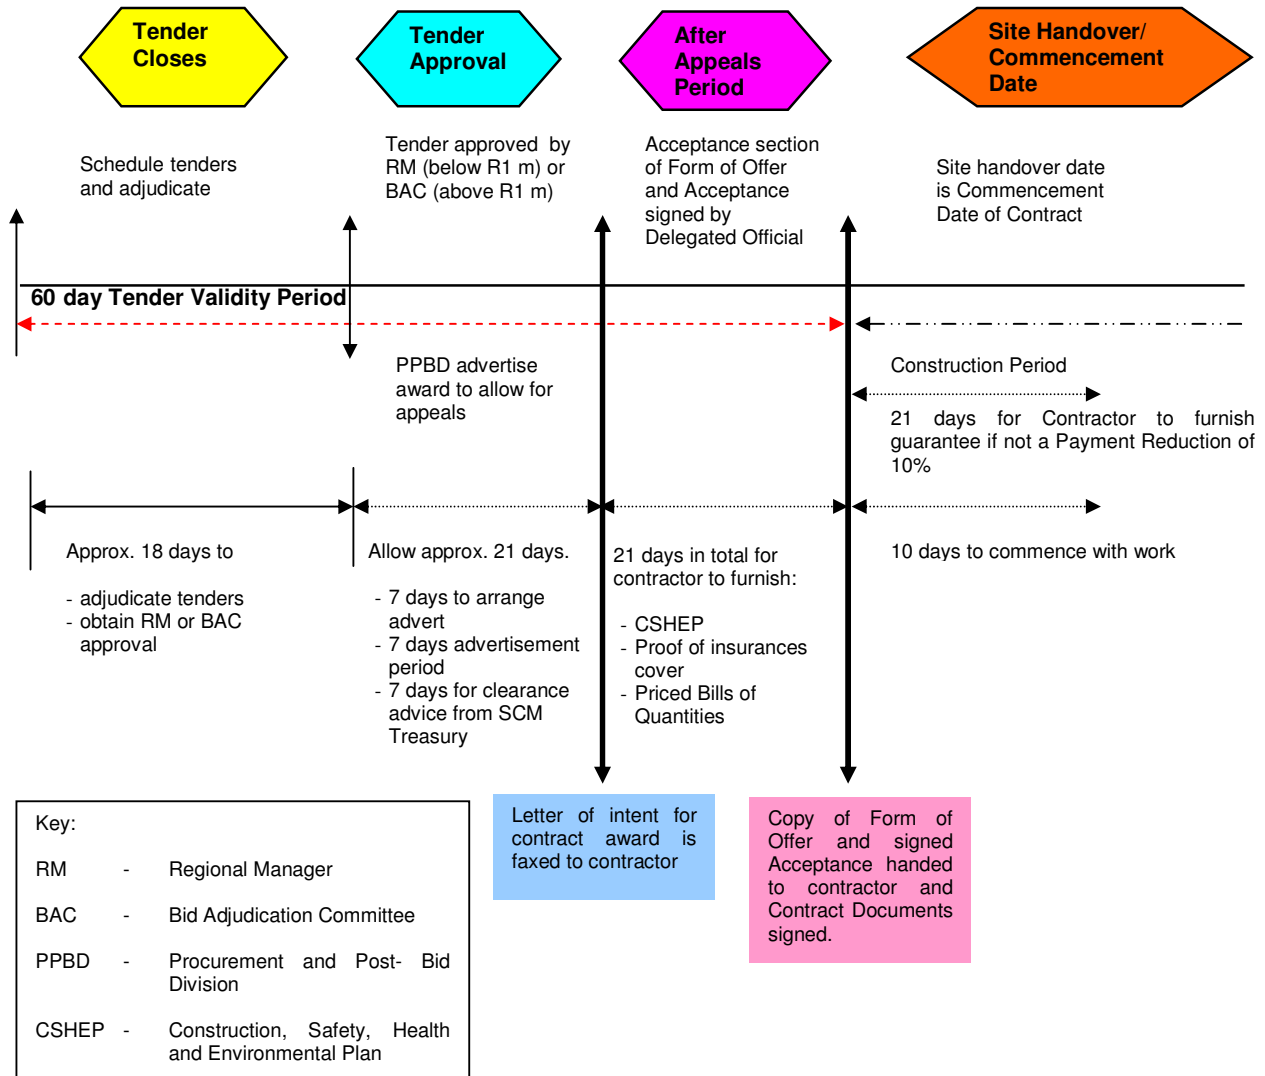 Tender
Closes
Tender
Approval
After
Appeals
Period
Site Handover/
Commencement
Date
Schedule tenders
and adjudicate
Tender approved by
RM (below R1 m) or
BAC (above R1 m)
Acceptance section
of Form of Offer
and Acceptance
signed by
Delegated Official
Site handover date
is Commencement
Date of Contract
60 day Tender Validity Period
PPBD advertise
award to allow for
appeals
Construction Period
21 days for Contractor to furnish
guarantee if not a Payment Reduction of
10%
Approx. 18 days to
- adjudicate tenders
- obtain RM or BAC
approval
Allow approx. 21 days.
- 7 days to arrange
advert
- 7 days advertisement
period
- 7 days for clearance
advice from SCM
Treasury
21 days in total for
contractor to furnish:
- CSHEP
- Proof of insurances
cover
- Priced Bills of
Quantities
10 days to commence with work
Letter of intent for
contract award is
faxed to contractor
Copy of Form of
Offer and signed
Acceptance handed
to contractor and
Contract Documents
signed.
Key:
RM - Regional Manager
BAC - Bid Adjudication Committee
PPBD - Procurement and Post- Bid
Division
CSHEP - Construction, Safety, Health
and Environmental Plan